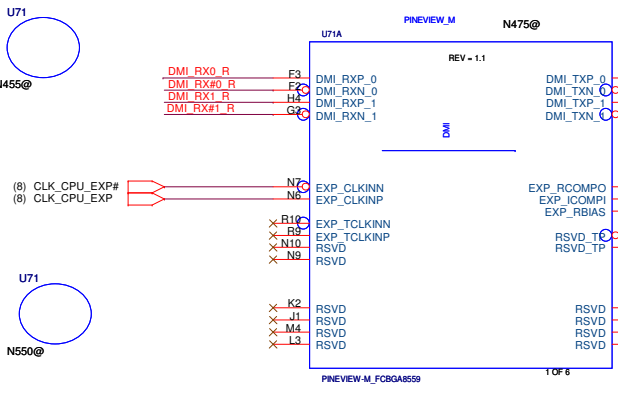 U71
PINEVIEW_M
N475@
U71A
REV = 1.1
N455@
DMI_RX0_R F3 DMI_RXP_0 DMI_TXP_0
DMI_RX#0_R F2 DMI_RXN_0 DMI_TXN_0
DMI_RX1_R H4 DMI_RXP_1 DMI_TXP_1
DMI_RX#1_R G3 DMI_RXN_1 DMI_TXN_1
DMI
(8) CLK_CPU_EXP# N7 EXP_CLKINN EXP_RCOMPO
(8) CLK_CPU_EXP N6 EXP_CLKINP EXP_ICOMPI
EXP_RBIAS
R10 EXP_TCLKINN
R9 EXP_TCLKINP RSVD_TP
N10 RSVD RSVD_TP
N9 RSVD
U71
K2 RSVD RSVD
J1 RSVD RSVD
M4 RSVD RSVD
L3 RSVD RSVD
N550@
1 OF 6
PINEVIEW-M_FCBGA8559